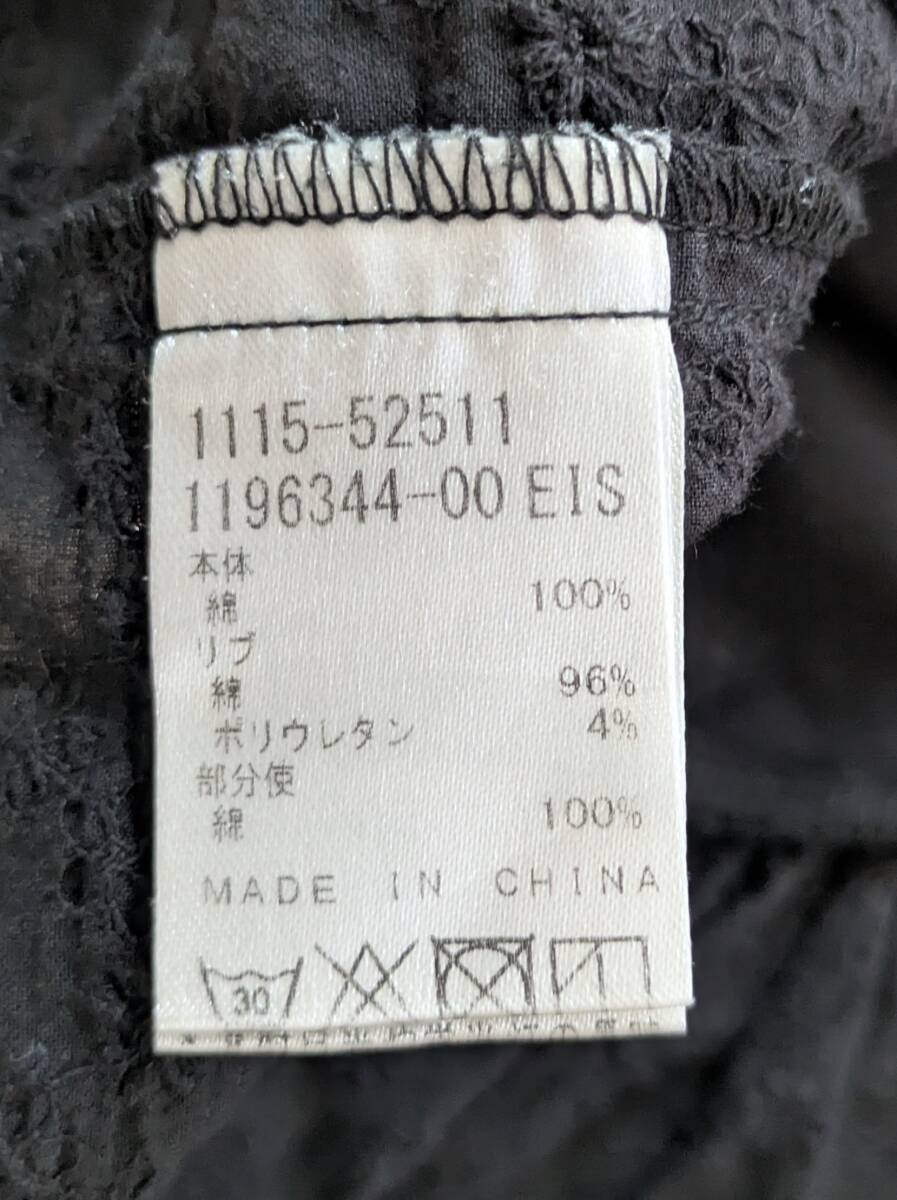 1115-52511
1196344-00 EIS
本体
綿 100%
リブ
綿 96%
ポリウレタン 4%
部分使
綿 100%
MADE IN CHINA
30